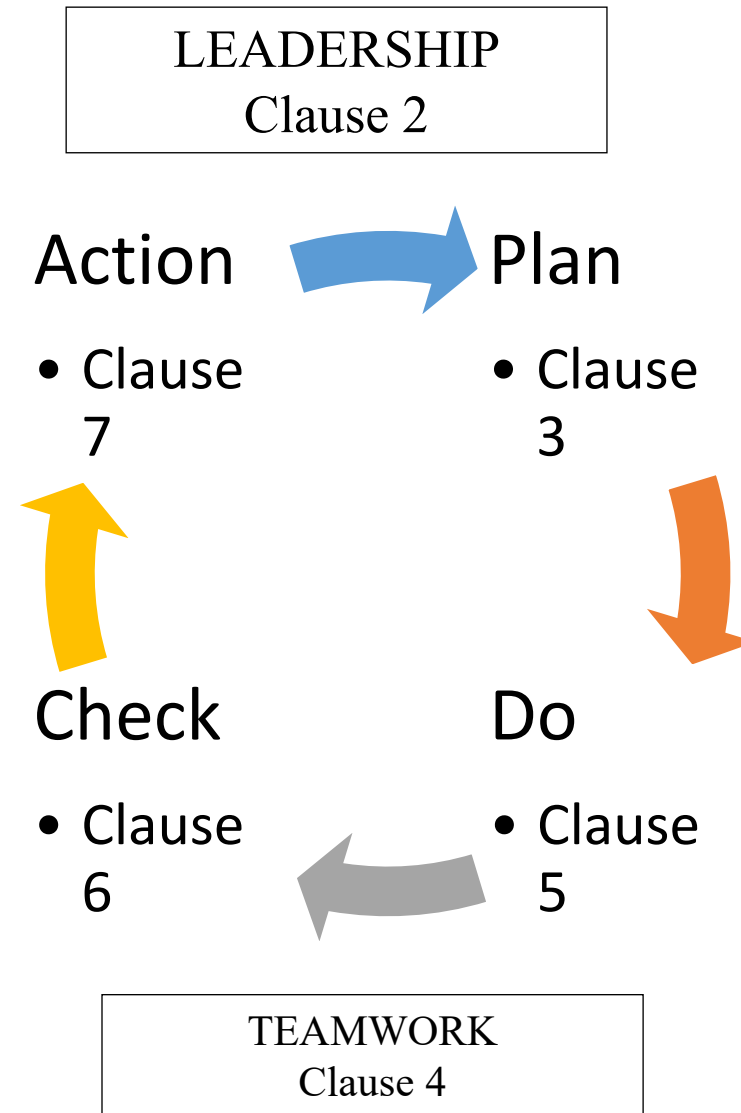 LEADERSHIP
Clause 2
Action
• Clause
7
Plan
• Clause
3
Check
• Clause
6
Do
• Clause
5
TEAMWORK
Clause 4